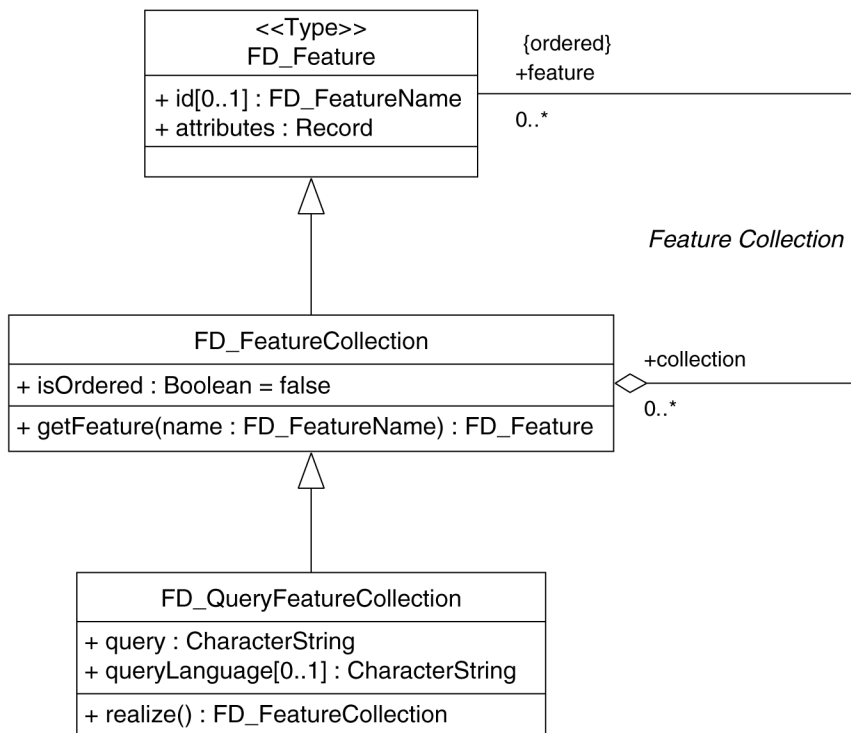 <<Type>>
FD_Feature
+ id[0..1] : FD_FeatureName
+ attributes : Record
{ordered}
+feature
0..*
Feature Collection
FD_FeatureCollection
+ isOrdered : Boolean = false
+ getFeature(name : FD_FeatureName) : FD_Feature
+collection
0..*
FD_QueryFeatureCollection
+ query : CharacterString
+ queryLanguage[0..1] : CharacterString
+ realize() : FD_FeatureCollection